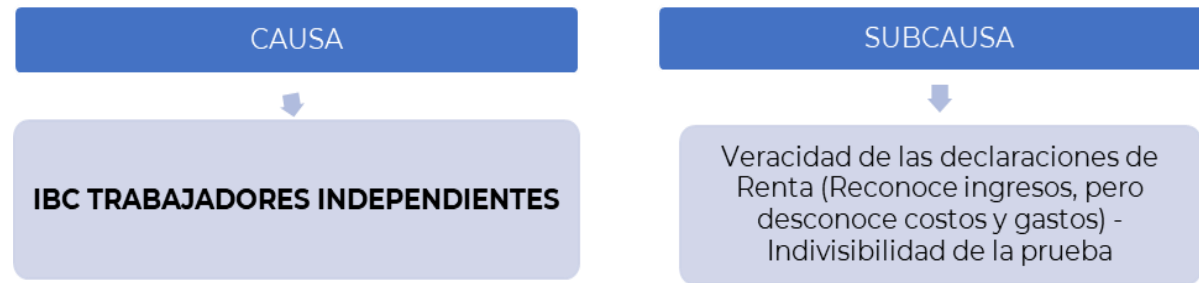 CAUSA
IBC TRABAJADORES INDEPENDIENTES
SUBCAUSA
Veracidad de las declaraciones de
Renta (Reconoce ingresos, pero
desconoce costos y gastos) -
Indivisibilidad de la prueba